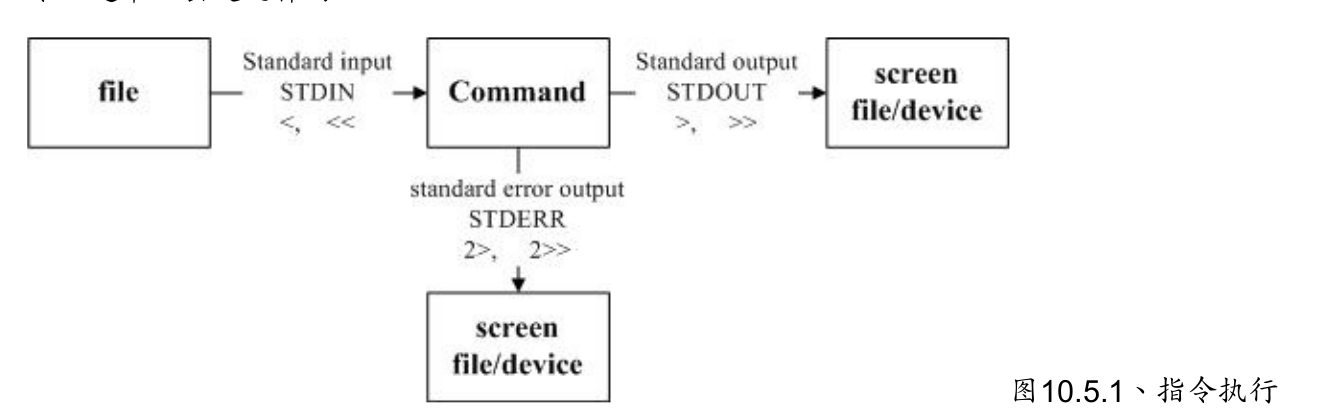 Standard input
Standard output
file
STDIN
Command
STDOUT
screen
file/device
<, <<
>, >>
standard error output
STDERR
2>, 2>>
screen
file/device
图10.5.1、指令执行